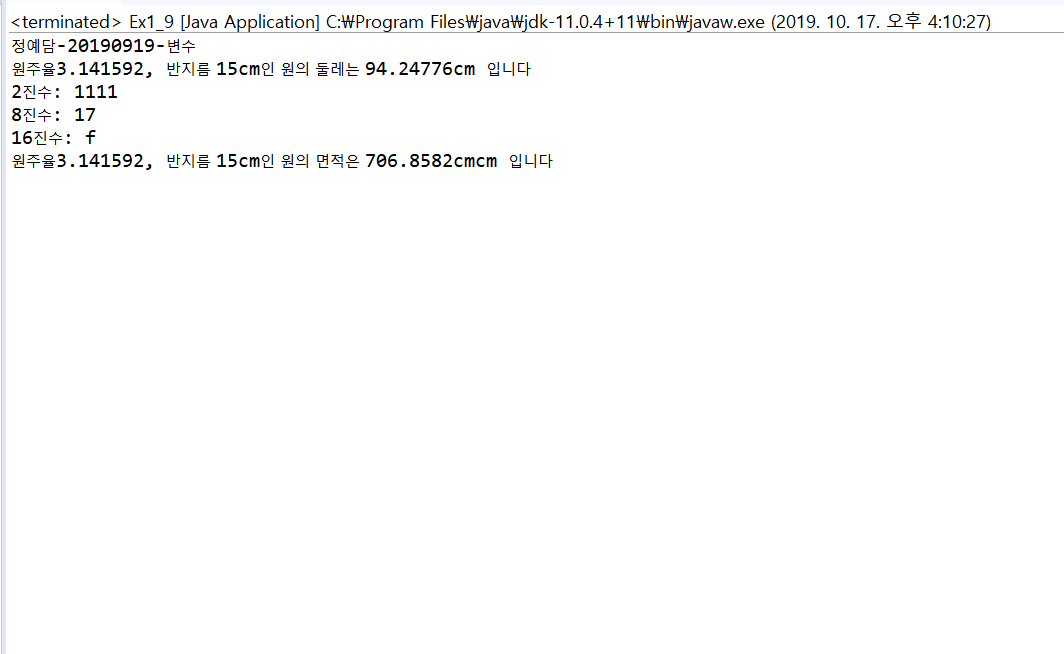 <terminated> Ex1_9 [Java Application] C:₩Program Files₩java₩jdk-11.0.4+11₩bin₩javaw.exe (2019. 10. 17. 오후 4:10:27)
정예담-20190919-변수
원주율3.141592, 반지름 15cm인 원의 둘레는 94.24776cm 입니다
2진수: 1111
8진수: 17
16진수: f
원주율3.141592, 반지름 15cm인 원의 면적은 706.8582cmcm 입니다